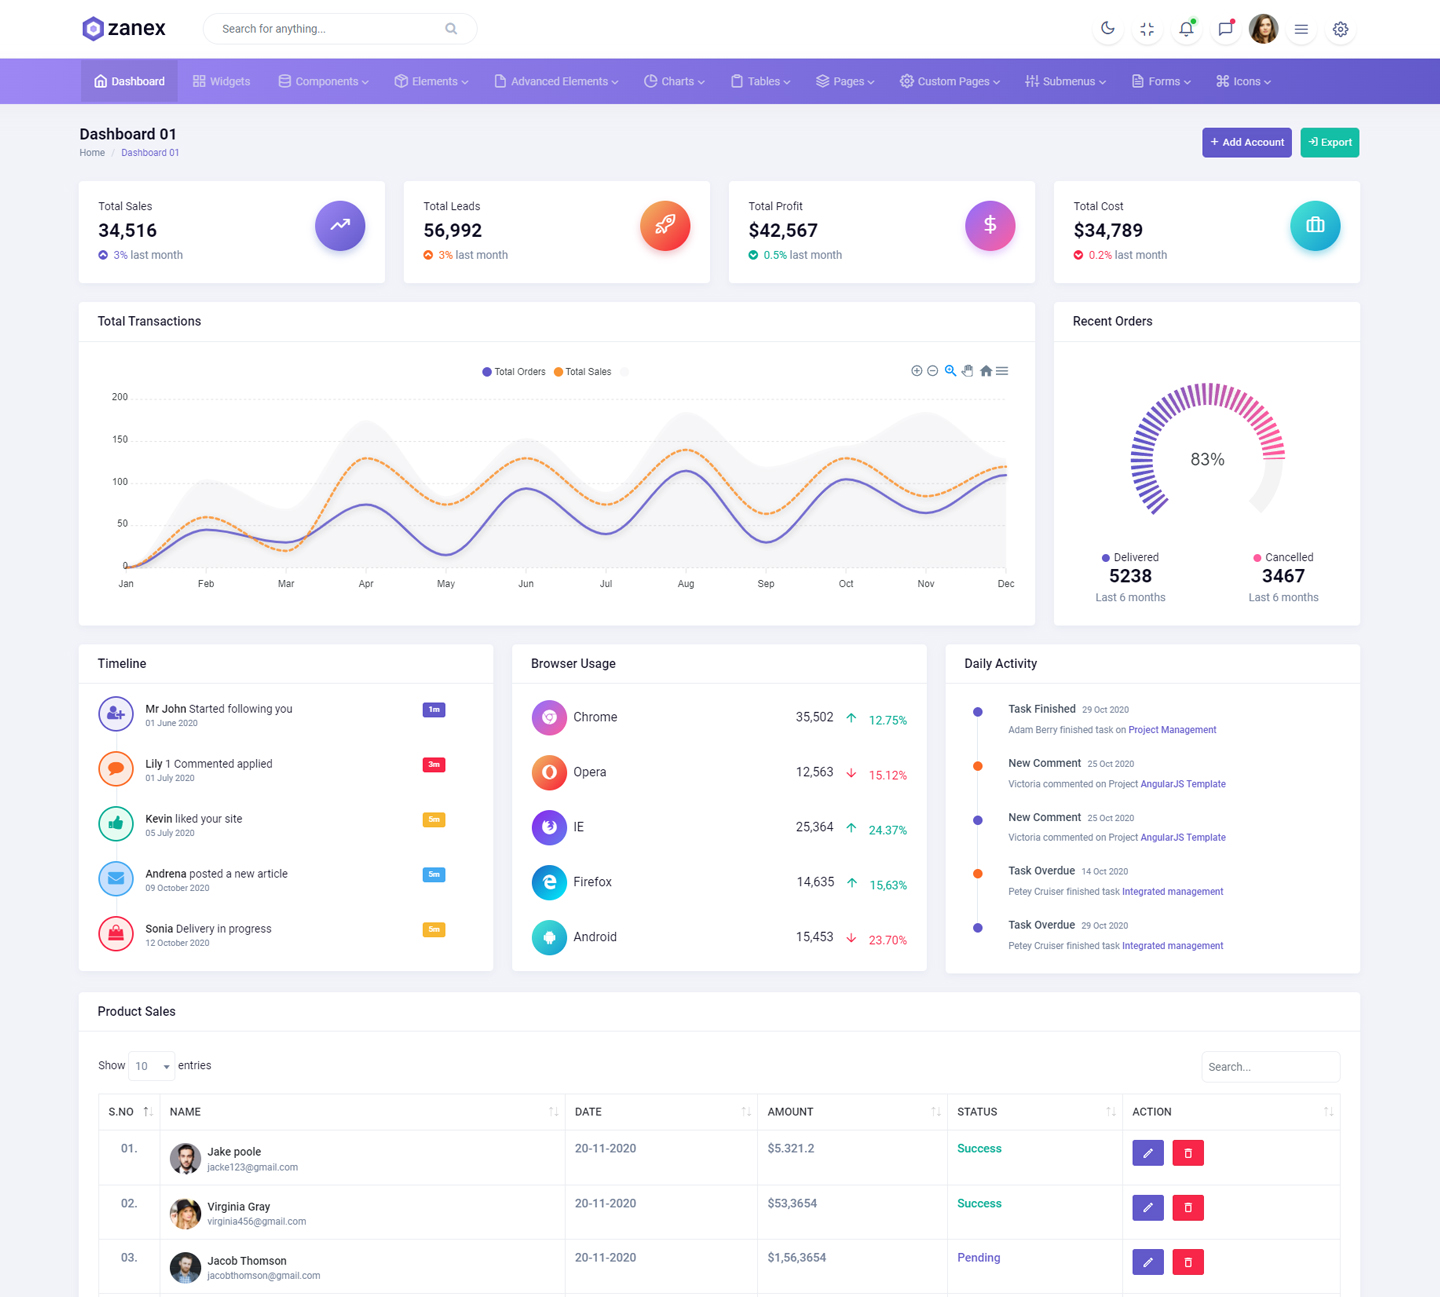 zanex
Search for anything...
Dashboard
Widgets
Components
Elements
Advanced Elements
Charts
Tables
Pages
Custom Pages
Submenus
Forms
Icons
Dashboard 01
Home / Dashboard 01
+ Add Account
Export
Total Sales
34,516
3% last month
Total Leads
56,992
3% last month
Total Profit
$42,567
0.5% last month
Total Cost
$34,789
0.2% last month
Total Transactions
Total Orders
Total Sales
200
150
100
50
0
Jan
Feb
Mar
Apr
May
Jun
Jul
Aug
Sep
Oct
Nov
Dec
Recent Orders
83%
Delivered
5238
Last 6 months
Cancelled
3467
Last 6 months
Timeline
Mr John Started following you
01 June 2020
1m
Lily 1 Commented applied
01 July 2020
3m
Kevin liked your site
05 July 2020
5m
Andrena posted a new article
09 October 2020
5m
Sonia Delivery in progress
12 October 2020
5m
Browser Usage
Chrome 35,502 12.75%
Opera 12,563 15.12%
IE 25,364 24.37%
Firefox 14,635 15,63%
Android 15,453 23.70%
Daily Activity
Task Finished 29 Oct 2020
Adam Berry finished task on Project Management
New Comment 25 Oct 2020
Victoria commented on Project AngularJS Template
New Comment 25 Oct 2020
Victoria commented on Project AngularJS Template
Task Overdue 14 Oct 2020
Petey Cruiser finished task Integrated management
Task Overdue 29 Oct 2020
Petey Cruiser finished task Integrated management
Product Sales
Show 10 entries
Search...
S.NO NAME DATE AMOUNT STATUS ACTION
01. Jake poole 20-11-2020 $5.321.2 Success
jacke123@gmail.com
02. Virginia Gray 20-11-2020 $53,3654 Success
virginia456@gmail.com
03. Jacob Thomson 20-11-2020 $1,56,3654 Pending
jacobthomson@gmail.com